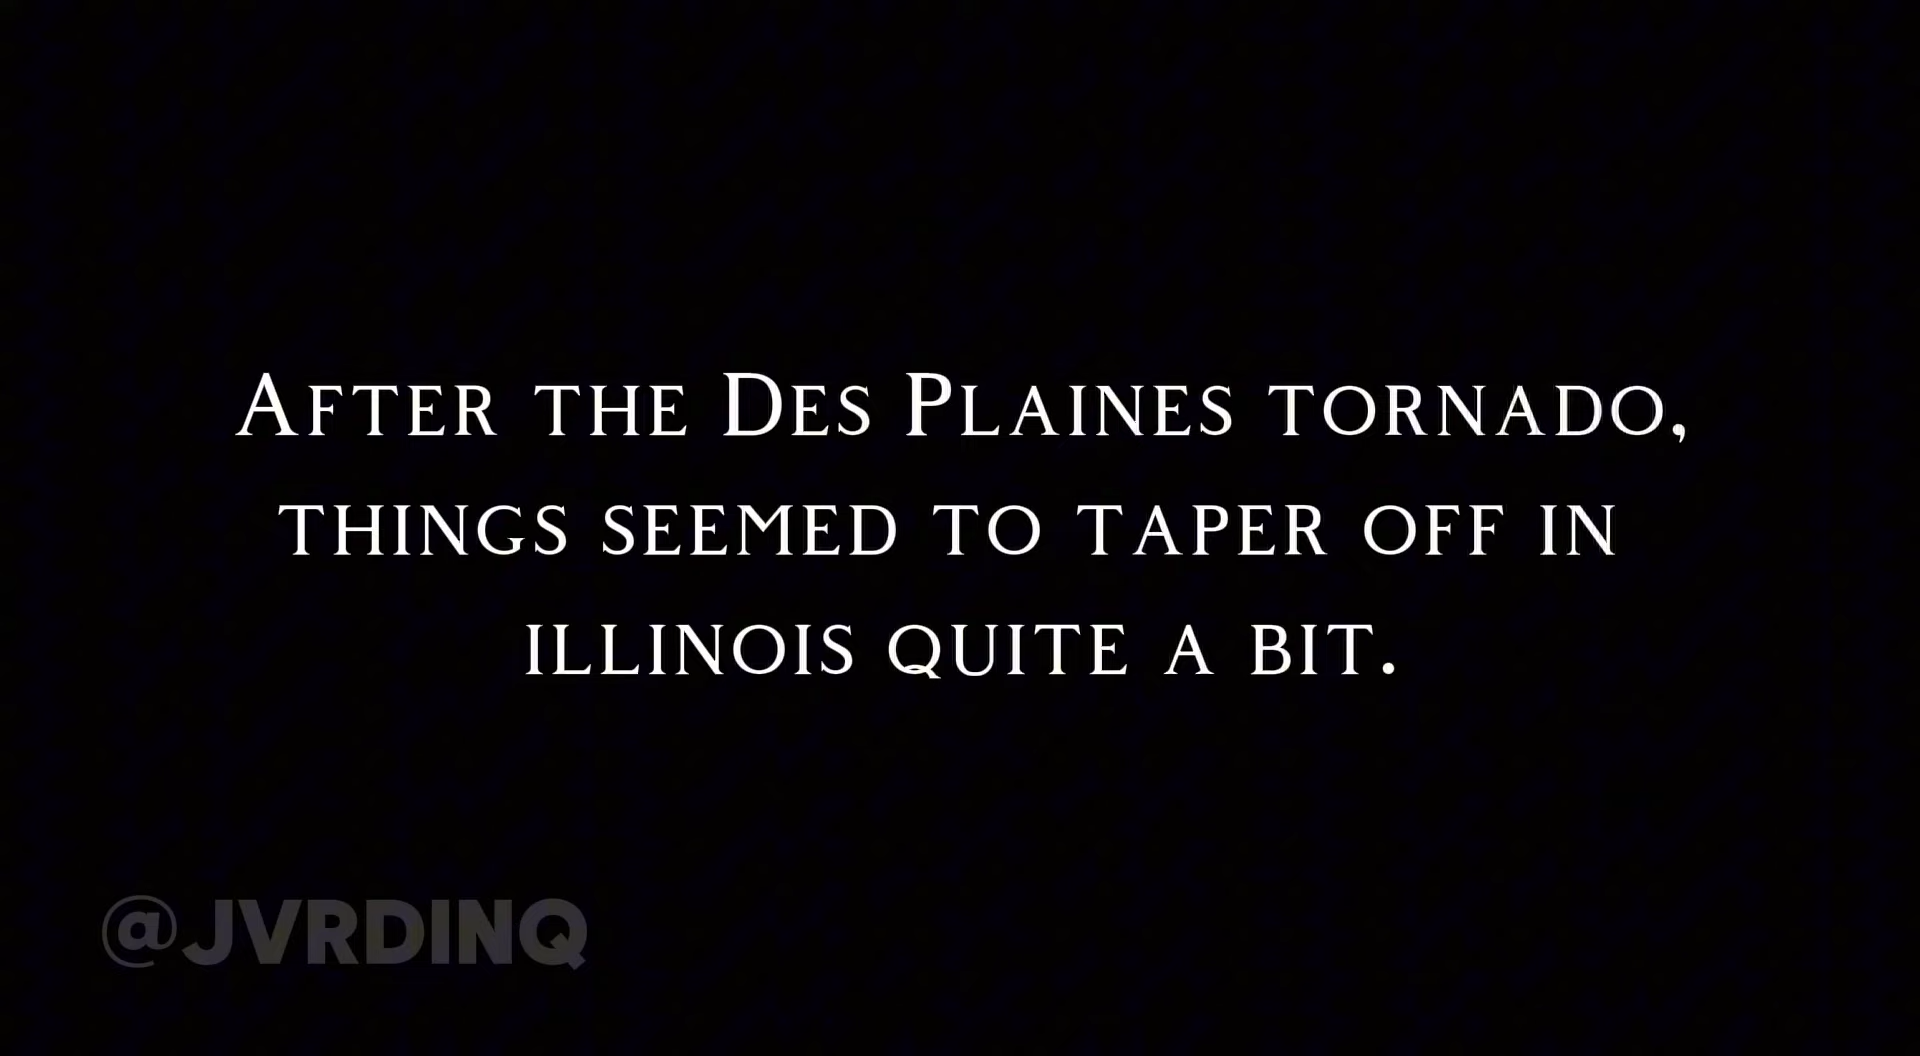 After the Des Plaines tornado,
things seemed to taper off in
illinois quite a bit.
@JVRDINQ